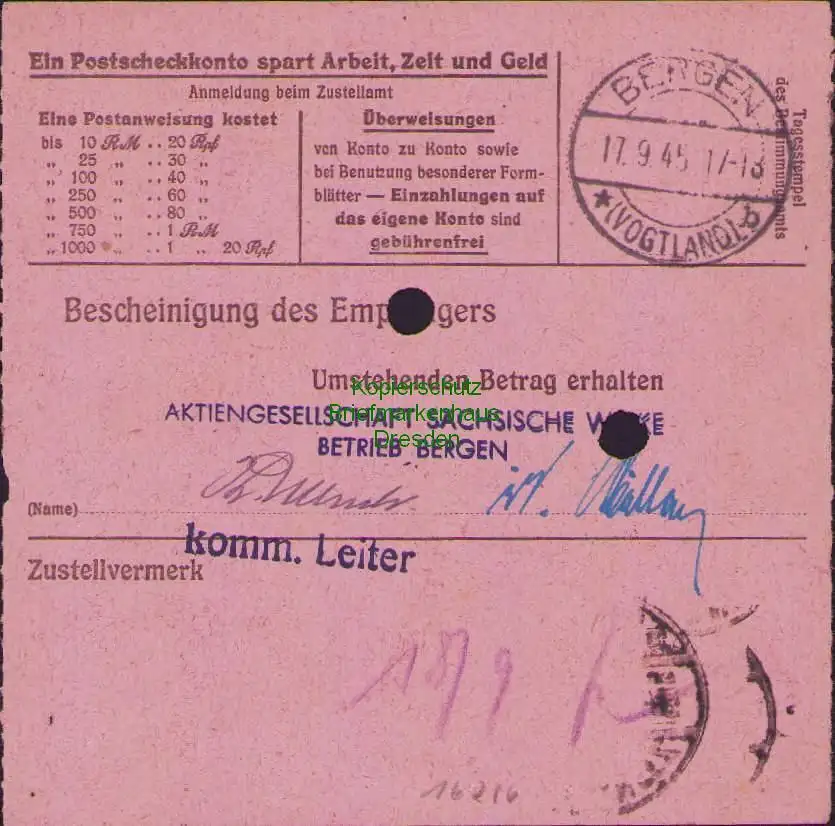 Ein Postscheckkonto spart Arbeit, Zeit und Geld
Anmeldung beim Zustellamt
Eine Postanweisung kostet
bis 10 RM .. 20 Rpf
„ 25 „ .. 30 „
„ 100 „ .. 40 „
„ 250 „ .. 60 „
„ 500 „ .. 80 „
„ 750 „ .. 1 RM
„ 1000 „ .. 1 „ 20 Rpf
Überweisungen
von Konto zu Konto sowie
bei Benutzung besonderer Form-
blätter — Einzahlungen auf
das eigene Konto sind
gebührenfrei
BERGEN
17.9.45 17-18
(VOGTLAND) b
Tagesstempel
des Bestimmungsamts
Bescheinigung des Emp gers
Umstehenden Betrag erhalten
Kopierschutz
Briefmarkenhaus
Dresden
AKTIENGESELLSCHAFT SÄCHSISCHE W KE
BETRIEB BERGEN
(Name)
komm. Leiter
Zustellvermerk
18/9
16216